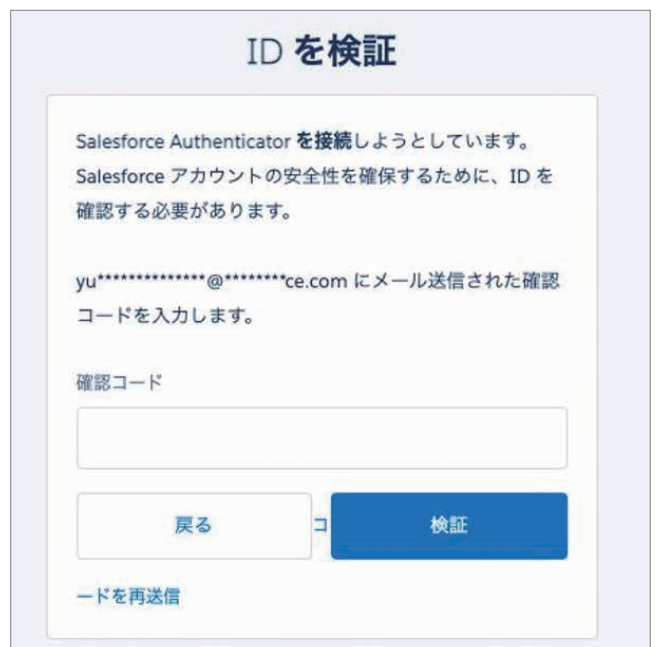 ID を検証
Salesforce Authenticator を接続しようとしています。
Salesforce アカウントの安全性を確保するために、ID を
確認する必要があります。
yu**************@********ce.com にメール送信された確認
コードを入力します。
確認コード
戻る コ 検証
ードを再送信